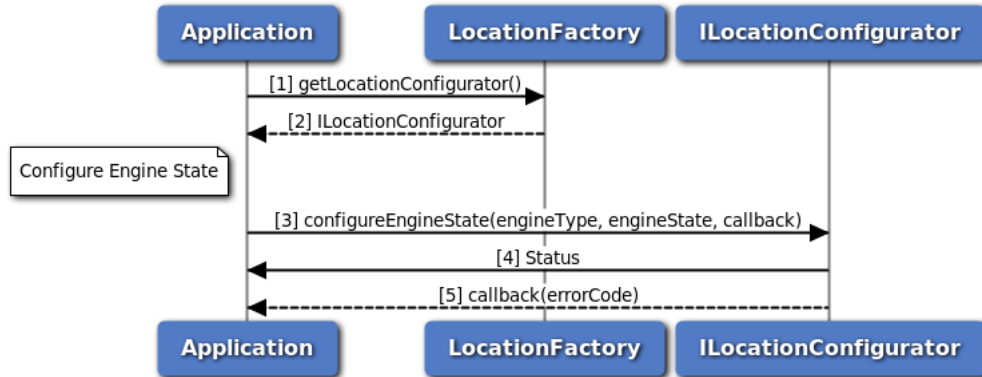 Application
LocationFactory
ILocationConfigurator
[1] getLocationConfigurator()
[2] ILocationConfigurator
Configure Engine State
[3] configureEngineState(engineType, engineState, callback)
[4] Status
[5] callback(errorCode)
Application
LocationFactory
ILocationConfigurator